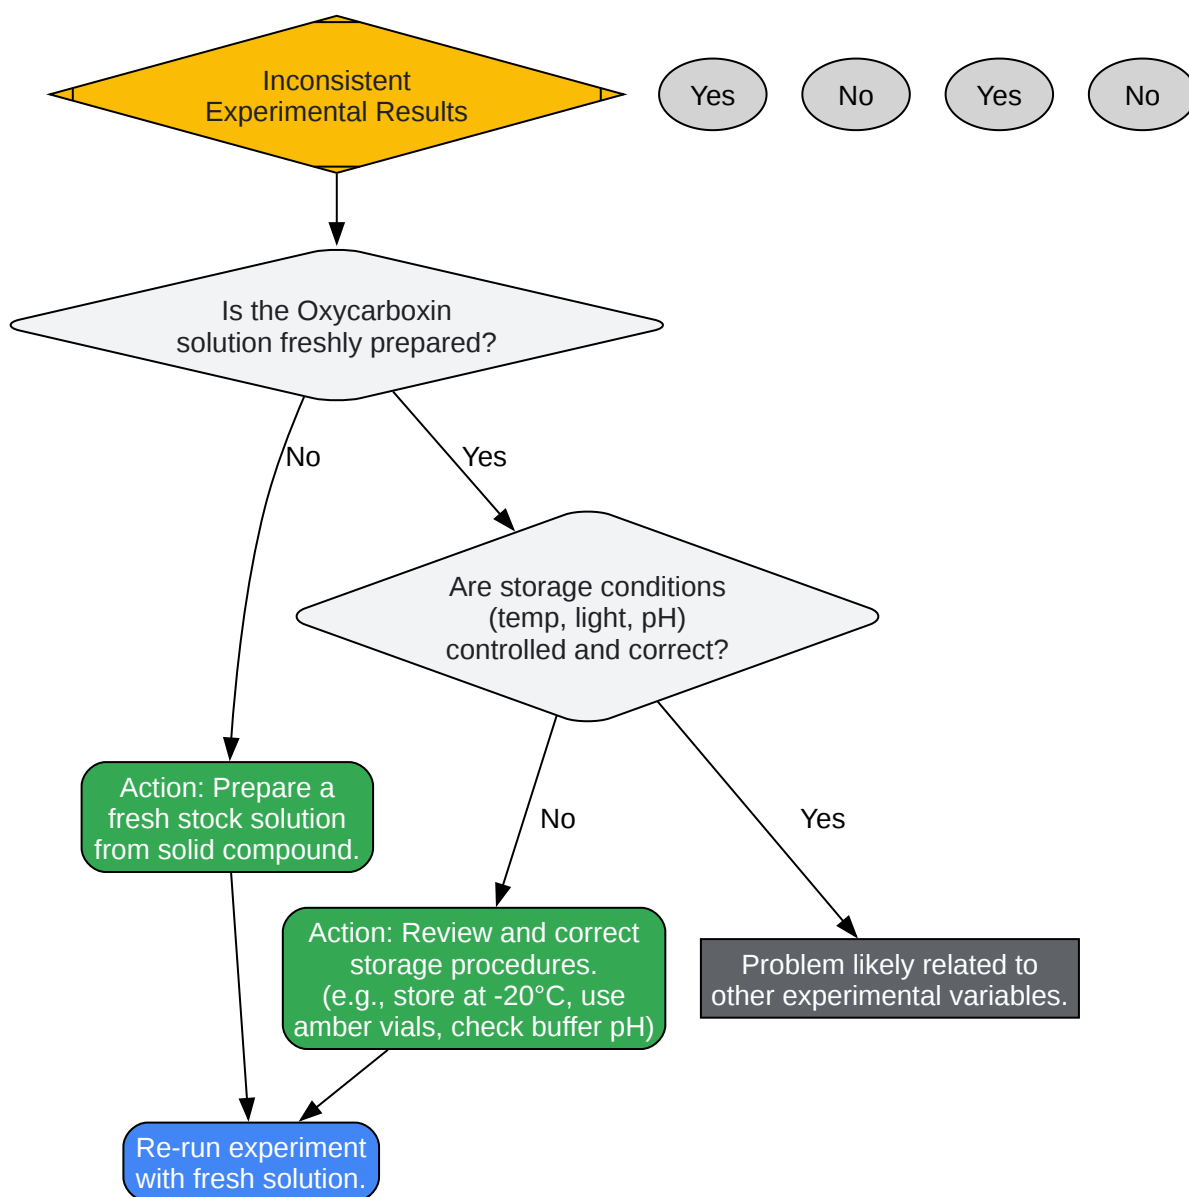 Inconsistent
Experimental Results
Yes
No
Yes
No
Is the Oxycarboxin
solution freshly prepared?
No
Yes
Are storage conditions
(temp, light, pH)
controlled and correct?
Action: Prepare a
fresh stock solution
from solid compound.
No
Yes
Action: Review and correct
storage procedures.
(e.g., store at -20°C, use
amber vials, check buffer pH)
Problem likely related to
other experimental variables.
Re-run experiment
with fresh solution.